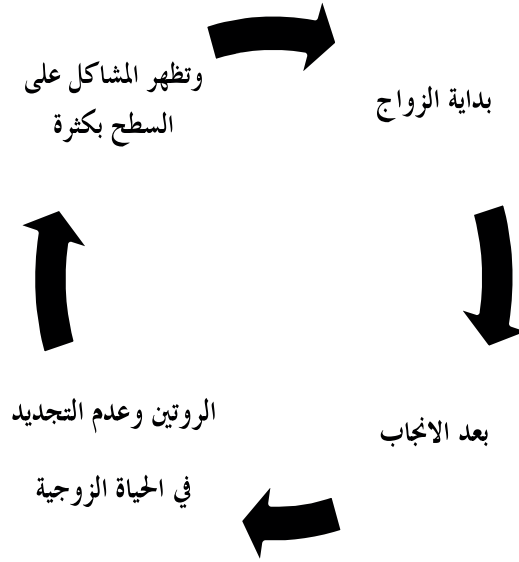 بداية الزواج
بعد الانجاب
الروتين وعدم التجديد
في الحياة الزوجية
وتظهر المشاكل على
السطح بكثرة